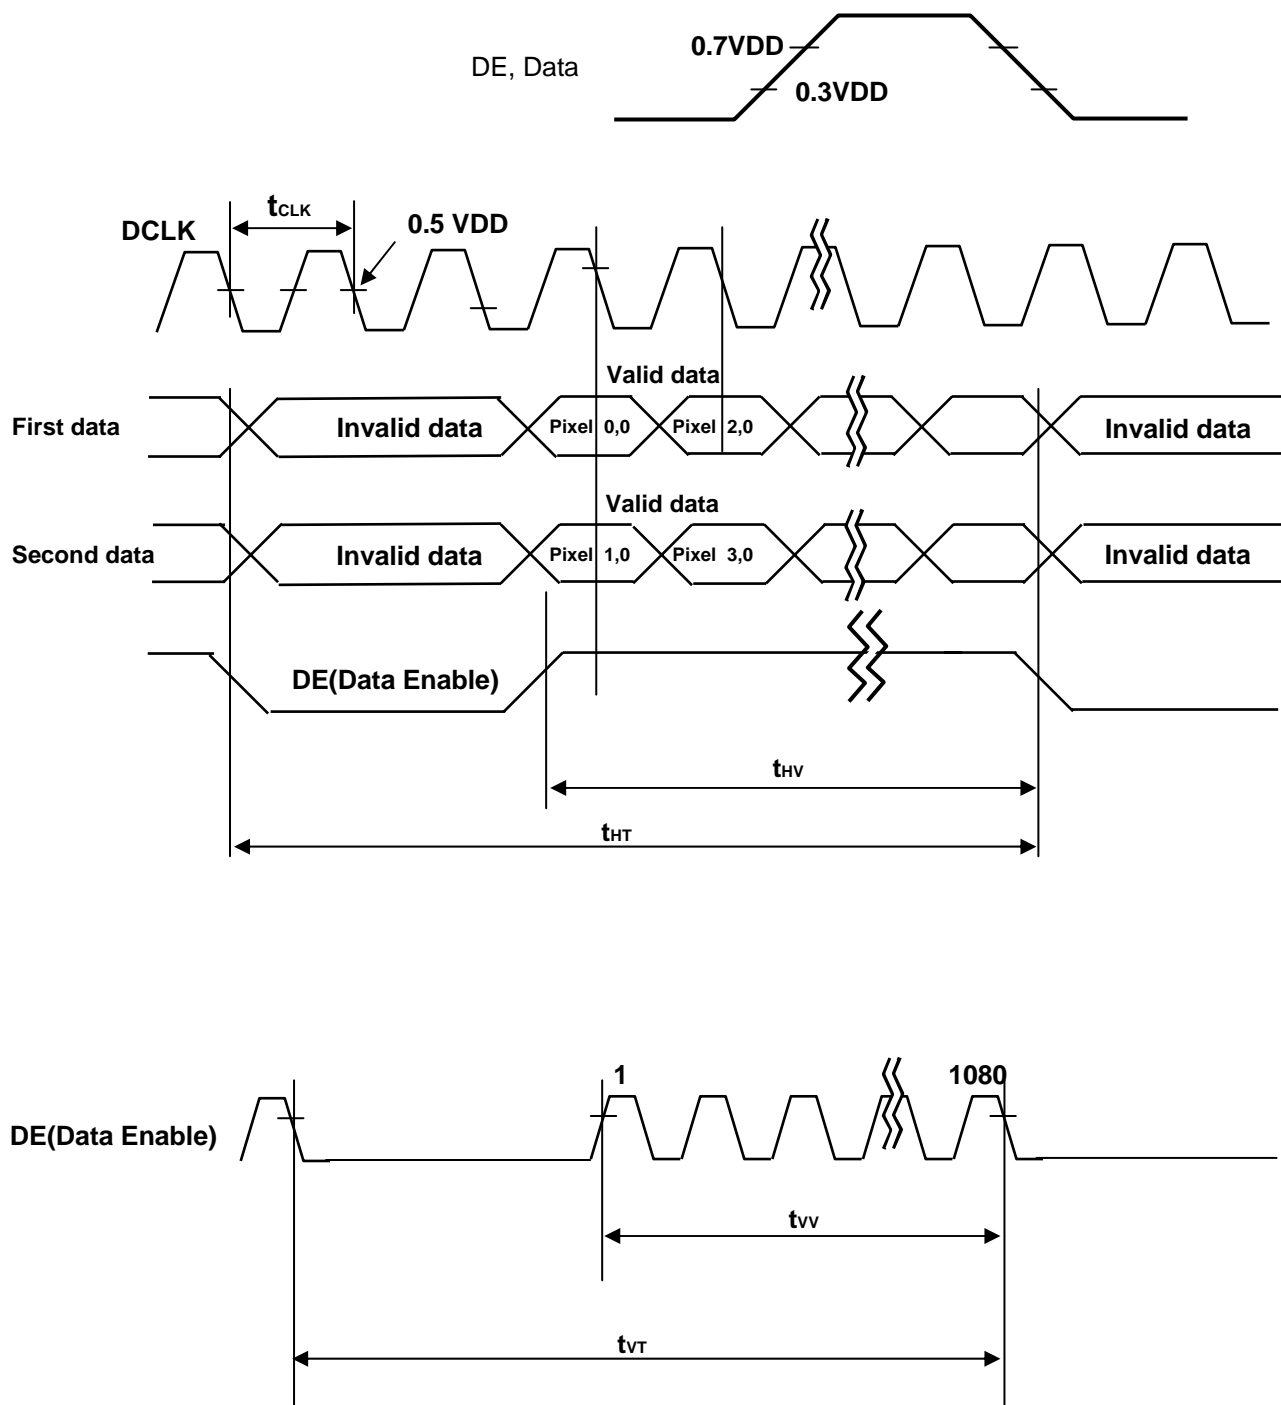 0.7VDD
DE, Data
0.3VDD
tCLK
0.5 VDD
DCLK
Valid data
First data
Invalid data
Pixel 0,0
Pixel 2,0
Invalid data
Valid data
Second data
Invalid data
Pixel 1,0
Pixel 3,0
Invalid data
DE(Data Enable)
tHV
tHT
1
1080
DE(Data Enable)
tVV
tVT